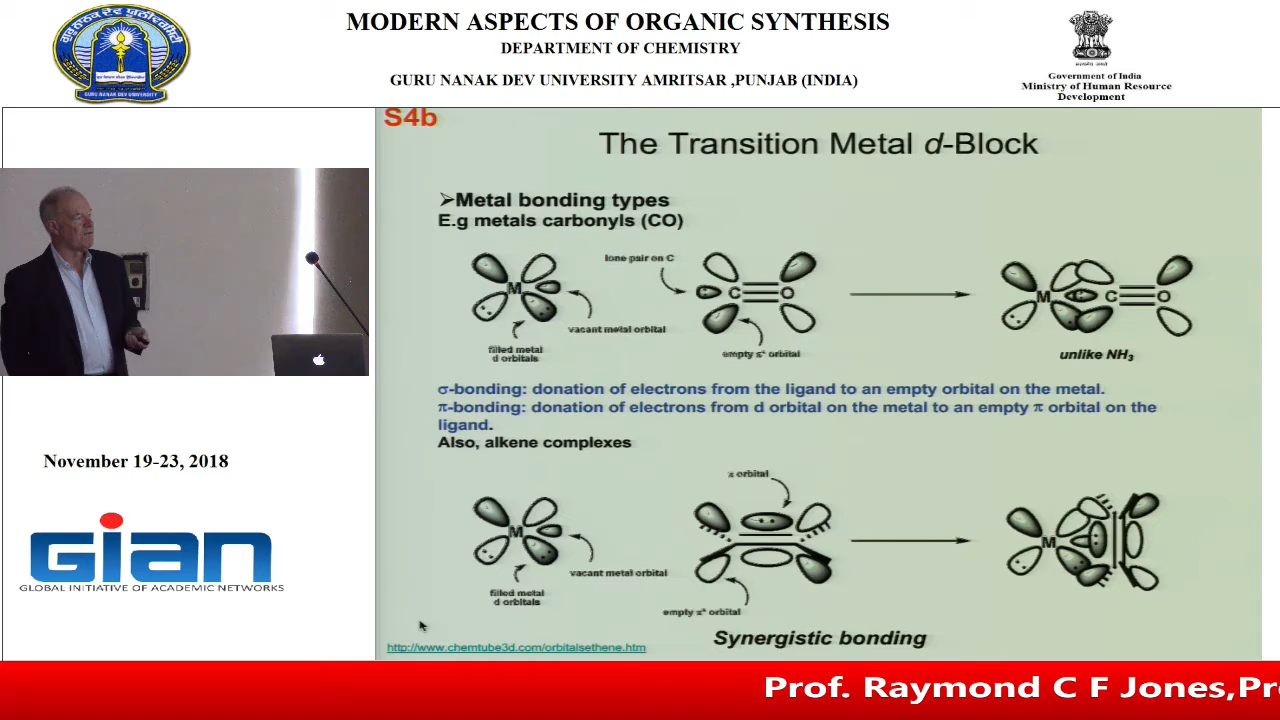 MODERN ASPECTS OF ORGANIC SYNTHESIS
DEPARTMENT OF CHEMISTRY
GURU NANAK DEV UNIVERSITY AMRITSAR ,PUNJAB (INDIA)
GURU NANAK DEV UNIVERSITY
Government of India
Ministry of Human Resource
Development
S4b
The Transition Metal d-Block
➢Metal bonding types
E.g metals carbonyls (CO)
lone pair on C
M
C
O
M
C
C
O
vacant metal orbital
filled metal
d orbitals
empty π* orbital
unlike NH3
σ-bonding: donation of electrons from the ligand to an empty orbital on the metal.
π-bonding: donation of electrons from d orbital on the metal to an empty π orbital on the
ligand.
Also, alkene complexes
π orbital
M
M
vacant metal orbital
filled metal
d orbitals
empty π* orbital
Synergistic bonding
http://www.chemtube3d.com/orbitalsethene.htm
November 19-23, 2018
GIAN
GLOBAL INITIATIVE OF ACADEMIC NETWORKS
Prof. Raymond C F Jones,Pr